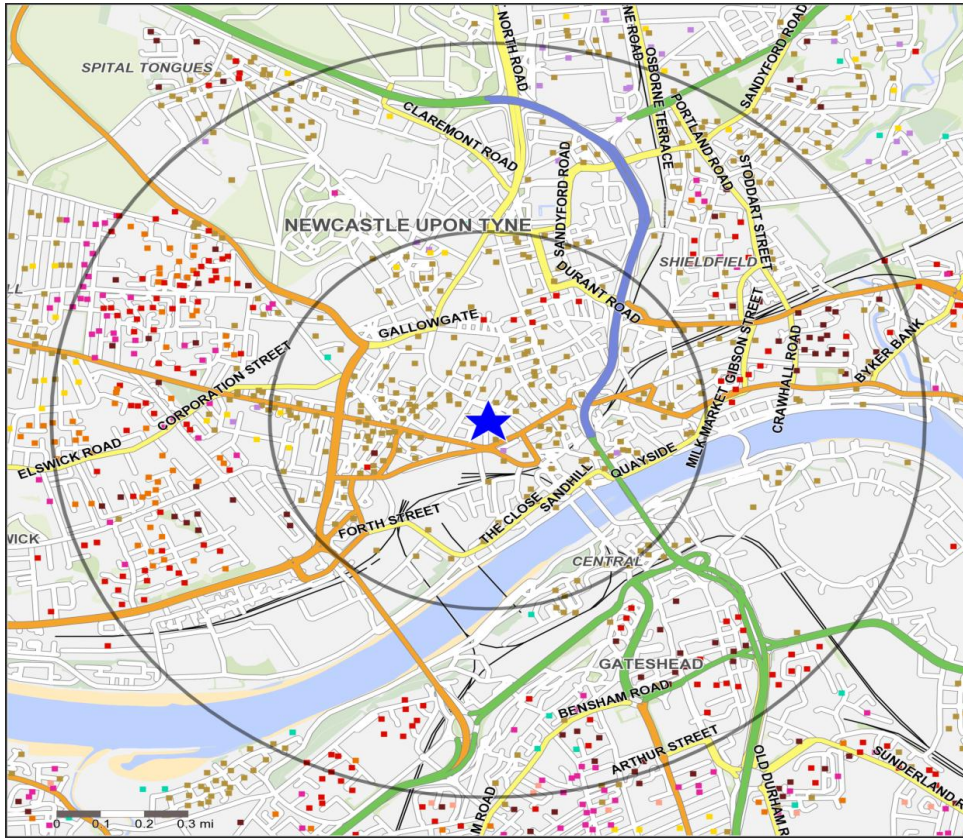 NORTH ROAD
NE ROAD
OSBORNE TERRACE
SANDYFORD ROAD
SPITAL TONGUES
CLAREMONT ROAD
PORTLAND ROAD
SANDYFORD ROAD
STODDART STREET
NEWCASTLE UPON TYNE
SHIELDFIELD
DURANT ROAD
LL
GALLOWGATE
CORPORATION STREET
GIBSON STREET
CRAWHALL ROAD
BYKER BANK
MILK MARKET
ELSWICK ROAD
QUAYSIDE
SANDHILL
THE CLOSE
FORTH STREET
WICK
CENTRAL
GATESHEAD
BENSHAM ROAD
ARTHUR STREET
OLD DURHAM R
SUNDERLAND R
M ROAD
0 0.1 0.2 0.3 mi